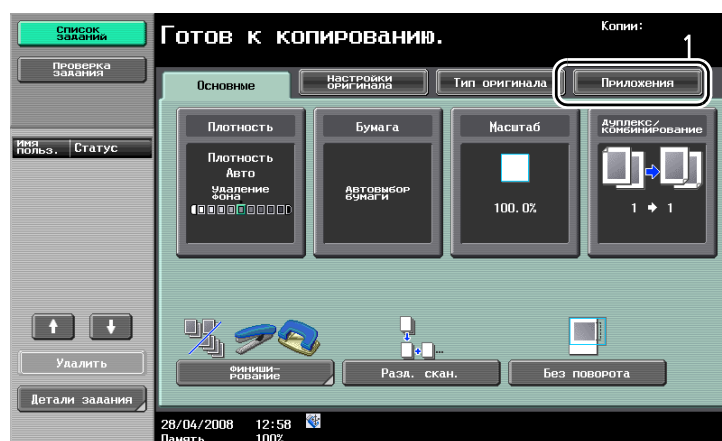 Список
заданий
Готов к копированию.
Копии:
1
Проверка
задания
Основные
Настройки
оригинала
Тип оригинала
Приложения
Имя
польз.
Статус
Плотность
Бумага
Масштаб
Дуплекс/
Комбинирование
Плотность
Авто
Удаление
фона
Автовыбор
бумаги
100.0%
1 → 1
Удалить
Финиши-
рование
Разд. скан.
Без поворота
Детали задания
28/04/2008 12:58
Память 100%